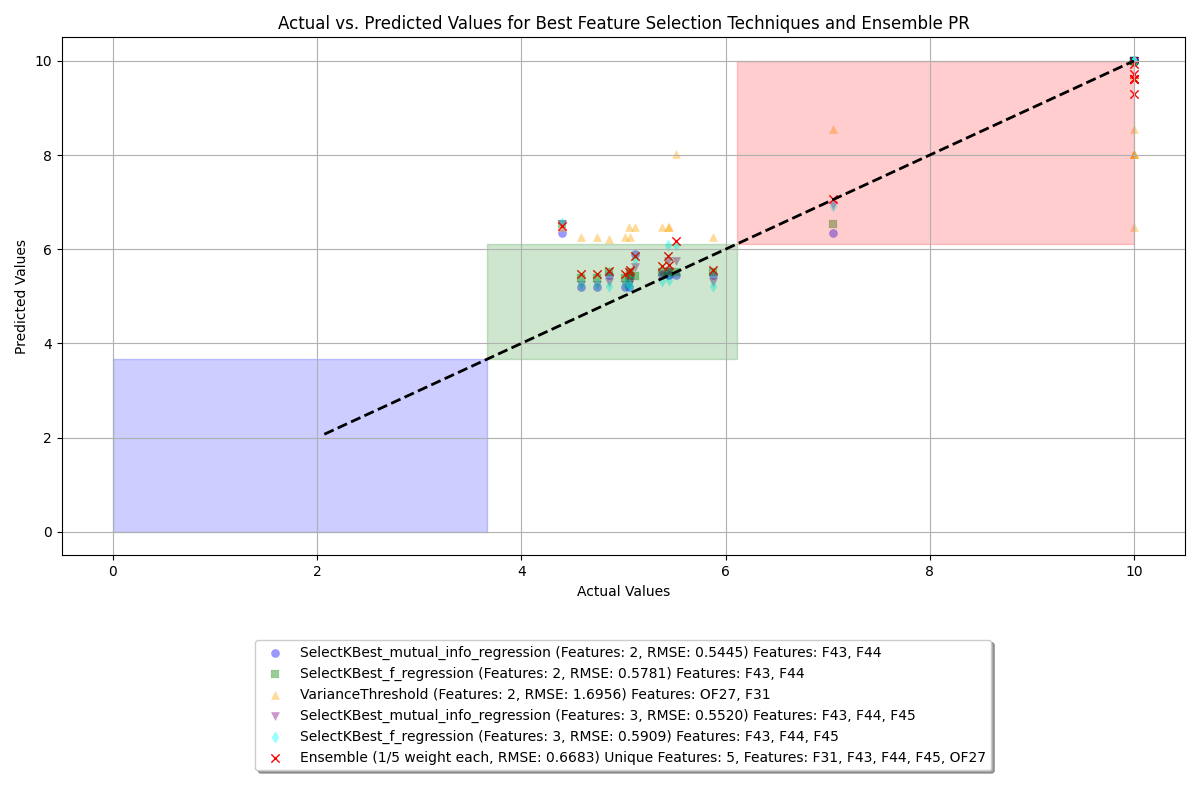 Actual vs. Predicted Values for Best Feature Selection Techniques and Ensemble PR
Predicted Values
10
8
6
4
2
0
0 2 4 6 8 10
Actual Values
SelectKBest_mutual_info_regression (Features: 2, RMSE: 0.5445) Features: F43, F44
SelectKBest_f_regression (Features: 2, RMSE: 0.5781) Features: F43, F44
VarianceThreshold (Features: 2, RMSE: 1.6956) Features: OF27, F31
SelectKBest_mutual_info_regression (Features: 3, RMSE: 0.5520) Features: F43, F44, F45
SelectKBest_f_regression (Features: 3, RMSE: 0.5909) Features: F43, F44, F45
Ensemble (1/5 weight each, RMSE: 0.6683) Unique Features: 5, Features: F31, F43, F44, F45, OF27